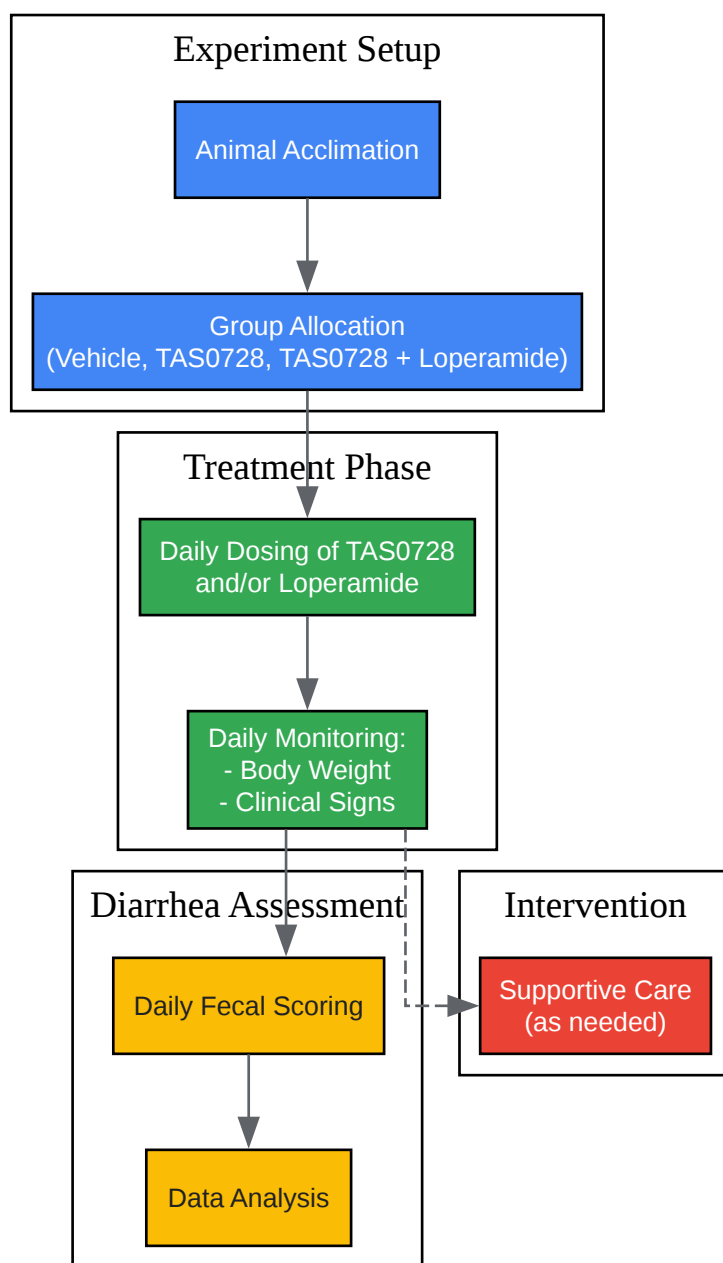 Experiment Setup
Animal Acclimation
Group Allocation
(Vehicle, TAS0728, TAS0728 + Loperamide)
Treatment Phase
Daily Dosing of TAS0728
and/or Loperamide
Daily Monitoring:
- Body Weight
- Clinical Signs
Diarrhea Assessment
Daily Fecal Scoring
Data Analysis
Intervention
Supportive Care
(as needed)